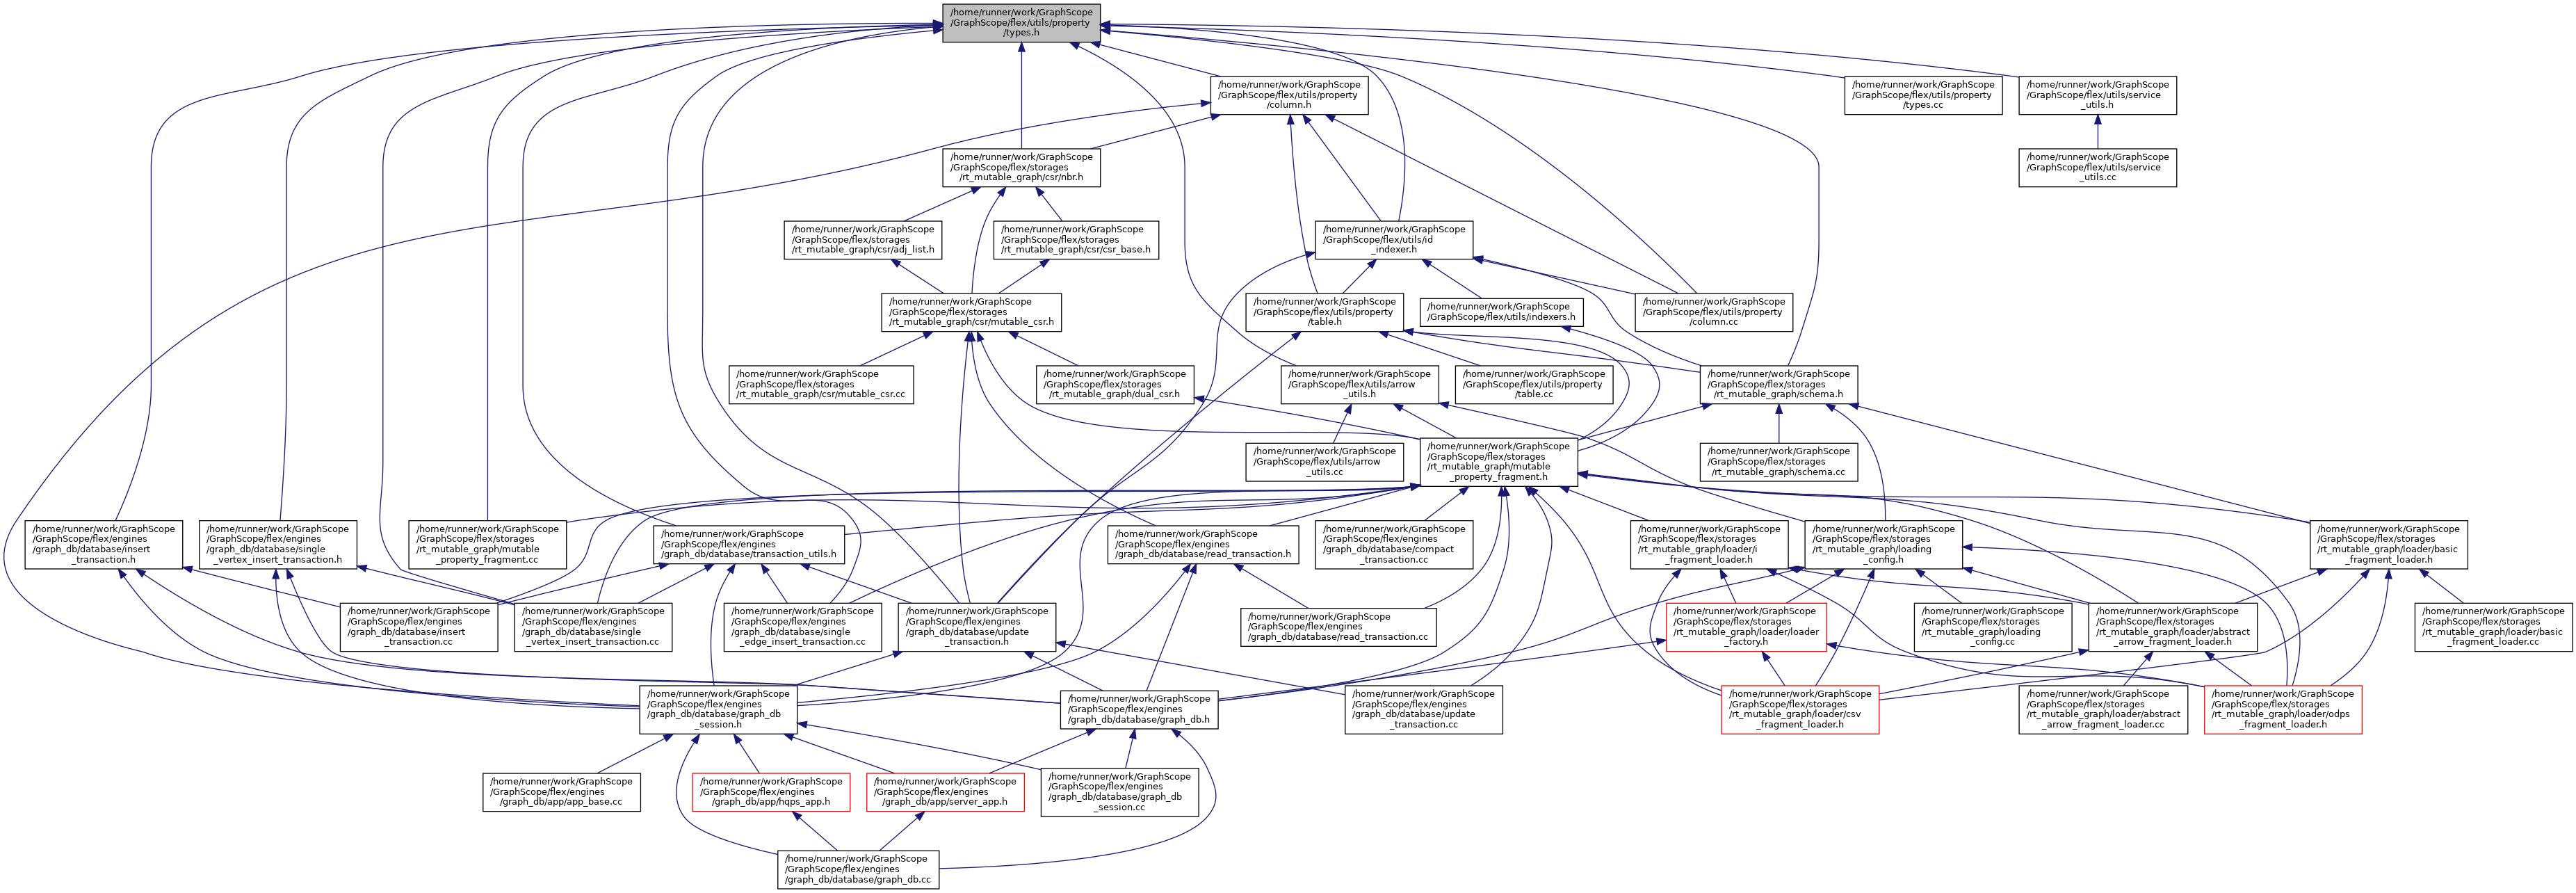 /home/runner/work/GraphScope
/GraphScope/flex/utils/property
/types.h
/home/runner/work/GraphScope
/GraphScope/flex/utils/property
/column.h
/home/runner/work/GraphScope
/GraphScope/flex/utils/property
/types.cc
/home/runner/work/GraphScope
/GraphScope/flex/utils/service
_utils.h
/home/runner/work/GraphScope
/GraphScope/flex/storages
/rt_mutable_graph/csr/nbr.h
/home/runner/work/GraphScope
/GraphScope/flex/utils/service
_utils.cc
/home/runner/work/GraphScope
/GraphScope/flex/storages
/rt_mutable_graph/csr/adj_list.h
/home/runner/work/GraphScope
/GraphScope/flex/storages
/rt_mutable_graph/csr/csr_base.h
/home/runner/work/GraphScope
/GraphScope/flex/utils/id
_indexer.h
/home/runner/work/GraphScope
/GraphScope/flex/storages
/rt_mutable_graph/csr/mutable_csr.h
/home/runner/work/GraphScope
/GraphScope/flex/utils/property
/table.h
/home/runner/work/GraphScope
/GraphScope/flex/utils/indexers.h
/home/runner/work/GraphScope
/GraphScope/flex/utils/property
/column.cc
/home/runner/work/GraphScope
/GraphScope/flex/storages
/rt_mutable_graph/csr/mutable_csr.cc
/home/runner/work/GraphScope
/GraphScope/flex/storages
/rt_mutable_graph/dual_csr.h
/home/runner/work/GraphScope
/GraphScope/flex/utils/arrow
_utils.h
/home/runner/work/GraphScope
/GraphScope/flex/utils/property
/table.cc
/home/runner/work/GraphScope
/GraphScope/flex/storages
/rt_mutable_graph/schema.h
/home/runner/work/GraphScope
/GraphScope/flex/utils/arrow
_utils.cc
/home/runner/work/GraphScope
/GraphScope/flex/storages
/rt_mutable_graph/mutable
_property_fragment.h
/home/runner/work/GraphScope
/GraphScope/flex/storages
/rt_mutable_graph/schema.cc
/home/runner/work/GraphScope
/GraphScope/flex/engines
/graph_db/database/insert
_transaction.h
/home/runner/work/GraphScope
/GraphScope/flex/engines
/graph_db/database/single
_vertex_insert_transaction.h
/home/runner/work/GraphScope
/GraphScope/flex/storages
/rt_mutable_graph/mutable
_property_fragment.cc
/home/runner/work/GraphScope
/GraphScope/flex/engines
/graph_db/database/transaction_utils.h
/home/runner/work/GraphScope
/GraphScope/flex/engines
/graph_db/database/read_transaction.h
/home/runner/work/GraphScope
/GraphScope/flex/engines
/graph_db/database/compact
_transaction.cc
/home/runner/work/GraphScope
/GraphScope/flex/storages
/rt_mutable_graph/loader/i
_fragment_loader.h
/home/runner/work/GraphScope
/GraphScope/flex/storages
/rt_mutable_graph/loading
_config.h
/home/runner/work/GraphScope
/GraphScope/flex/storages
/rt_mutable_graph/loader/basic
_fragment_loader.h
/home/runner/work/GraphScope
/GraphScope/flex/engines
/graph_db/database/insert
_transaction.cc
/home/runner/work/GraphScope
/GraphScope/flex/engines
/graph_db/database/single
_vertex_insert_transaction.cc
/home/runner/work/GraphScope
/GraphScope/flex/engines
/graph_db/database/single
_edge_insert_transaction.cc
/home/runner/work/GraphScope
/GraphScope/flex/engines
/graph_db/database/update
_transaction.h
/home/runner/work/GraphScope
/GraphScope/flex/engines
/graph_db/database/read_transaction.cc
/home/runner/work/GraphScope
/GraphScope/flex/storages
/rt_mutable_graph/loader/loader
_factory.h
/home/runner/work/GraphScope
/GraphScope/flex/storages
/rt_mutable_graph/loading
_config.cc
/home/runner/work/GraphScope
/GraphScope/flex/storages
/rt_mutable_graph/loader/abstract
_arrow_fragment_loader.h
/home/runner/work/GraphScope
/GraphScope/flex/storages
/rt_mutable_graph/loader/basic
_fragment_loader.cc
/home/runner/work/GraphScope
/GraphScope/flex/engines
/graph_db/database/graph_db
_session.h
/home/runner/work/GraphScope
/GraphScope/flex/engines
/graph_db/database/graph_db.h
/home/runner/work/GraphScope
/GraphScope/flex/engines
/graph_db/database/update
_transaction.cc
/home/runner/work/GraphScope
/GraphScope/flex/storages
/rt_mutable_graph/loader/csv
_fragment_loader.h
/home/runner/work/GraphScope
/GraphScope/flex/storages
/rt_mutable_graph/loader/abstract
_arrow_fragment_loader.cc
/home/runner/work/GraphScope
/GraphScope/flex/storages
/rt_mutable_graph/loader/odps
_fragment_loader.h
/home/runner/work/GraphScope
/GraphScope/flex/engines
/graph_db/app/app_base.cc
/home/runner/work/GraphScope
/GraphScope/flex/engines
/graph_db/app/hqps_app.h
/home/runner/work/GraphScope
/GraphScope/flex/engines
/graph_db/app/server_app.h
/home/runner/work/GraphScope
/GraphScope/flex/engines
/graph_db/database/graph_db
_session.cc
/home/runner/work/GraphScope
/GraphScope/flex/engines
/graph_db/database/graph_db.cc